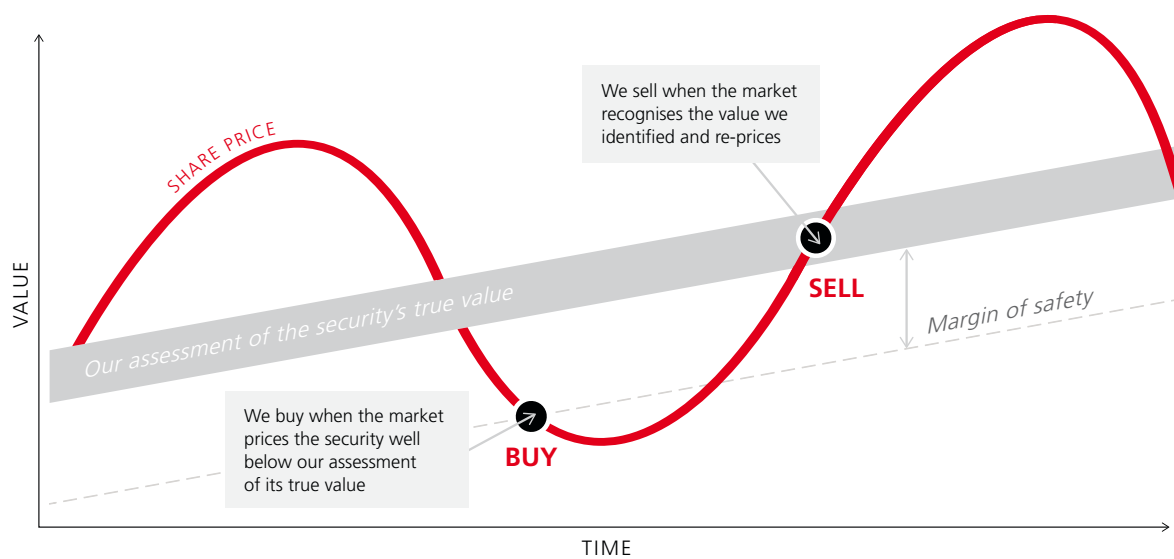 VALUE
SHARE PRICE
We sell when the market
recognises the value we
identified and re-prices
SELL
Margin of safety
Our assessment of the security's true value
We buy when the market
prices the security well
below our assessment
of its true value
BUY
TIME